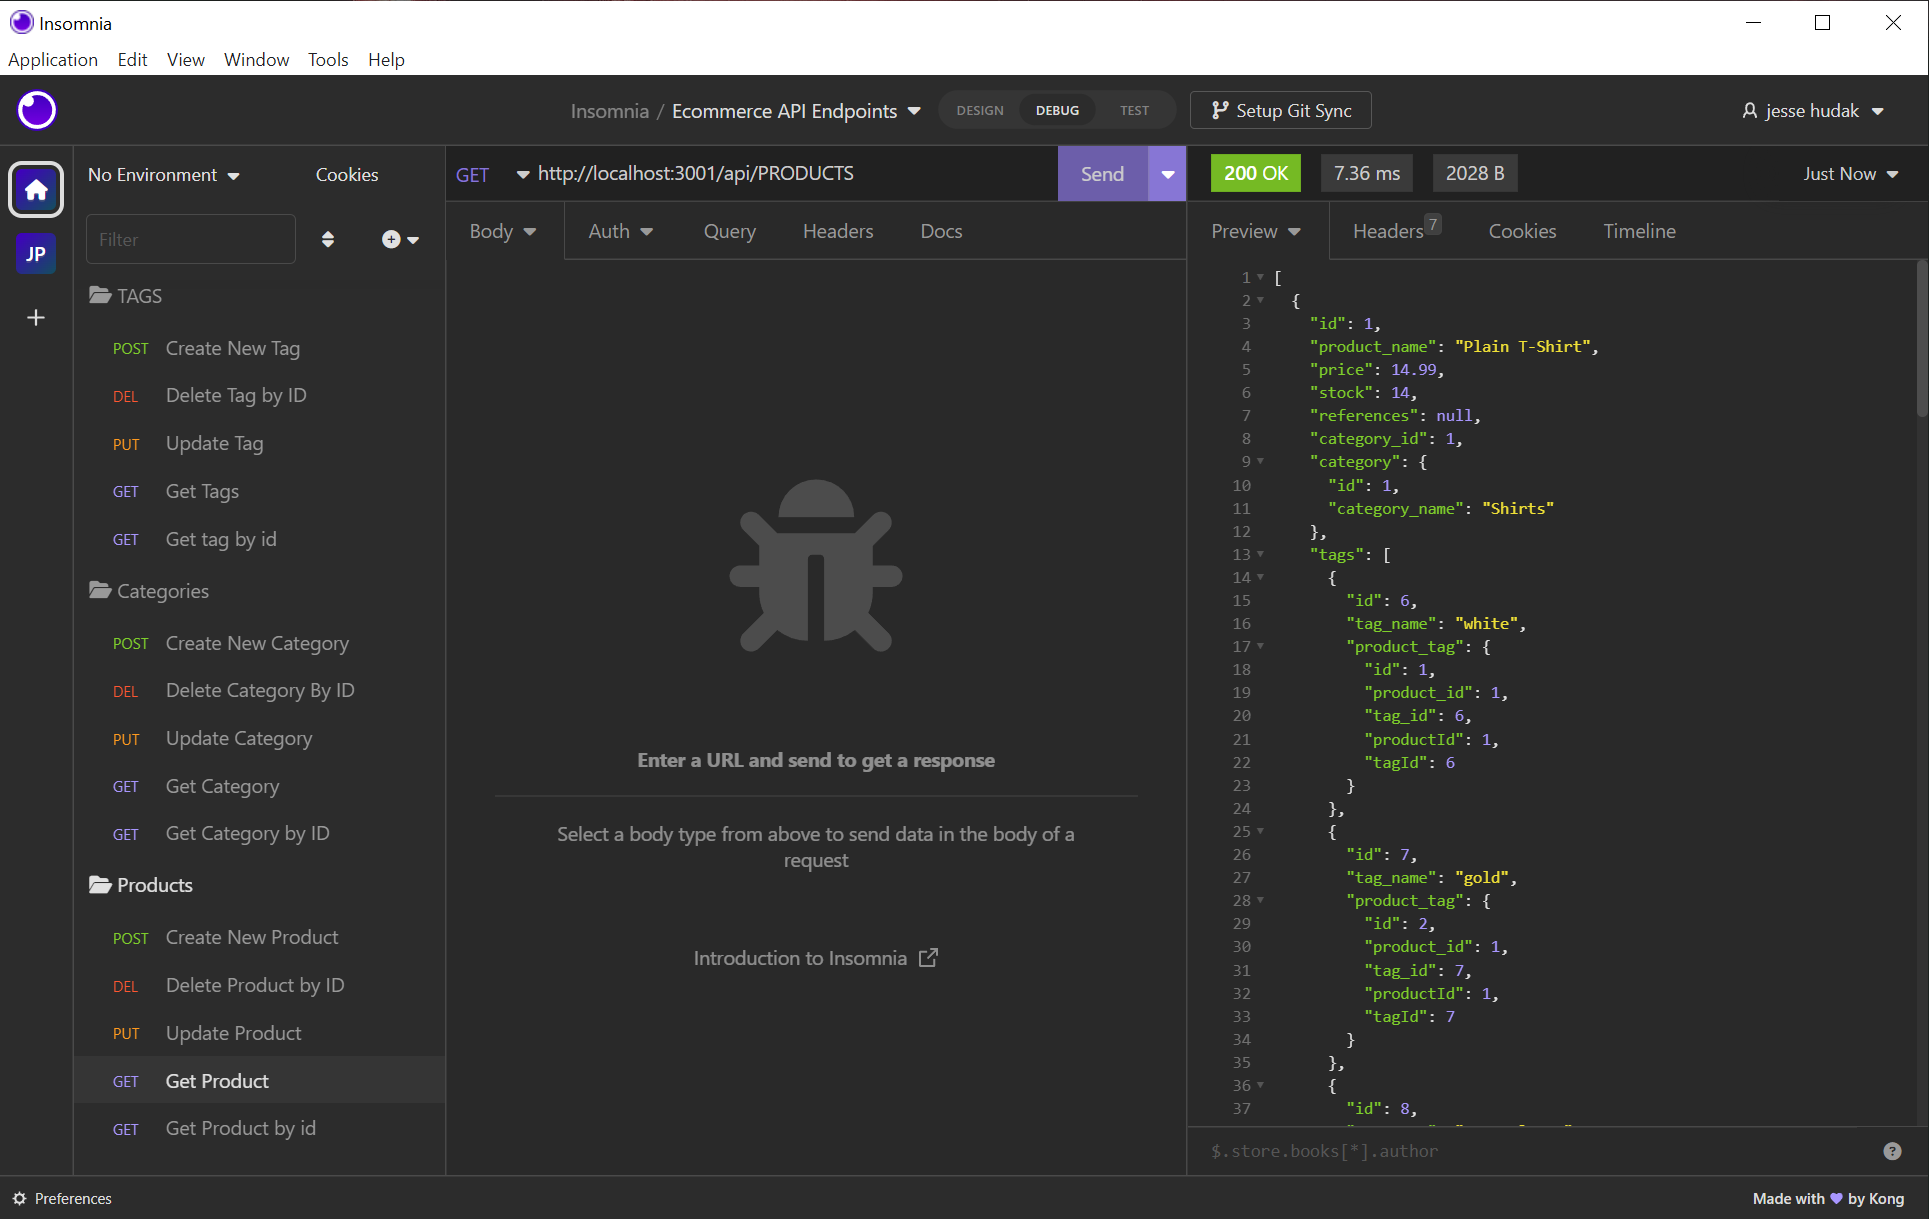 Insomnia
Application Edit View Window Tools Help
Insomnia / Ecommerce API Endpoints DESIGN DEBUG TEST Setup Git Sync jesse hudak
JP
No Environment Cookies
Filter
TAGS
POST Create New Tag
DEL Delete Tag by ID
PUT Update Tag
GET Get Tags
GET Get tag by id
Categories
POST Create New Category
DEL Delete Category By ID
PUT Update Category
GET Get Category
GET Get Category by ID
Products
POST Create New Product
DEL Delete Product by ID
PUT Update Product
GET Get Product
GET Get Product by id
GET http://localhost:3001/api/PRODUCTS Send
Body Auth Query Headers Docs
Enter a URL and send to get a response
Select a body type from above to send data in the body of a
request
Introduction to Insomnia
200 OK 7.36 ms 2028 B Just Now
Preview Headers 7 Cookies Timeline
1 [
2 {
3 "id": 1,
4 "product_name": "Plain T-Shirt",
5 "price": 14.99,
6 "stock": 14,
7 "references": null,
8 "category_id": 1,
9 "category": {
10 "id": 1,
11 "category_name": "Shirts"
12 },
13 "tags": [
14 {
15 "id": 6,
16 "tag_name": "white",
17 "product_tag": {
18 "id": 1,
19 "product_id": 1,
20 "tag_id": 6,
21 "productId": 1,
22 "tagId": 6
23 }
24 },
25 {
26 "id": 7,
27 "tag_name": "gold",
28 "product_tag": {
29 "id": 2,
30 "product_id": 1,
31 "tag_id": 7,
32 "productId": 1,
33 "tagId": 7
34 }
35 },
36 {
37 "id": 8,
$.store.books[*].author
Preferences
Made with 💜 by Kong